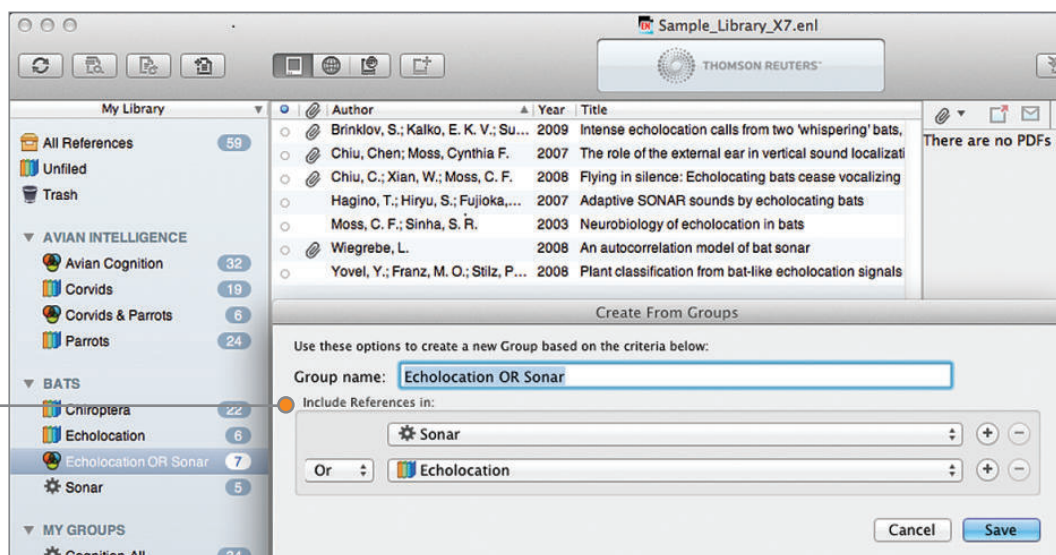 Sample_Library_X7.enl
THOMSON REUTERS™
My Library
All References 59
Unfiled
Trash
AVIAN INTELLIGENCE
Avian Cognition 32
Corvids 19
Corvids & Parrots 6
Parrots 24
BATS
Chiroptera 22
Echolocation 6
Echolocation OR Sonar 7
Sonar 5
MY GROUPS
Author Year Title
Brinklov, S.; Kalko, E. K. V.; Su... 2009 Intense echolocation calls from two 'whispering' bats,
Chiu, Chen; Moss, Cynthia F. 2007 The role of the external ear in vertical sound localizati
Chiu, C.; Xian, W.; Moss, C. F. 2008 Flying in silence: Echolocating bats cease vocalizing
Hagino, T.; Hiryu, S.; Fujioka,... 2007 Adaptive SONAR sounds by echolocating bats
Moss, C. F.; Sinha, S. R. 2003 Neurobiology of echolocation in bats
Wiegrebe, L. 2008 An autocorrelation model of bat sonar
Yovel, Y.; Franz, M. O.; Stilz, P... 2008 Plant classification from bat-like echolocation signals
There are no PDFs
Create From Groups
Use these options to create a new Group based on the criteria below:
Group name: Echolocation OR Sonar
Include References in:
Sonar
Or Echolocation
Cancel Save